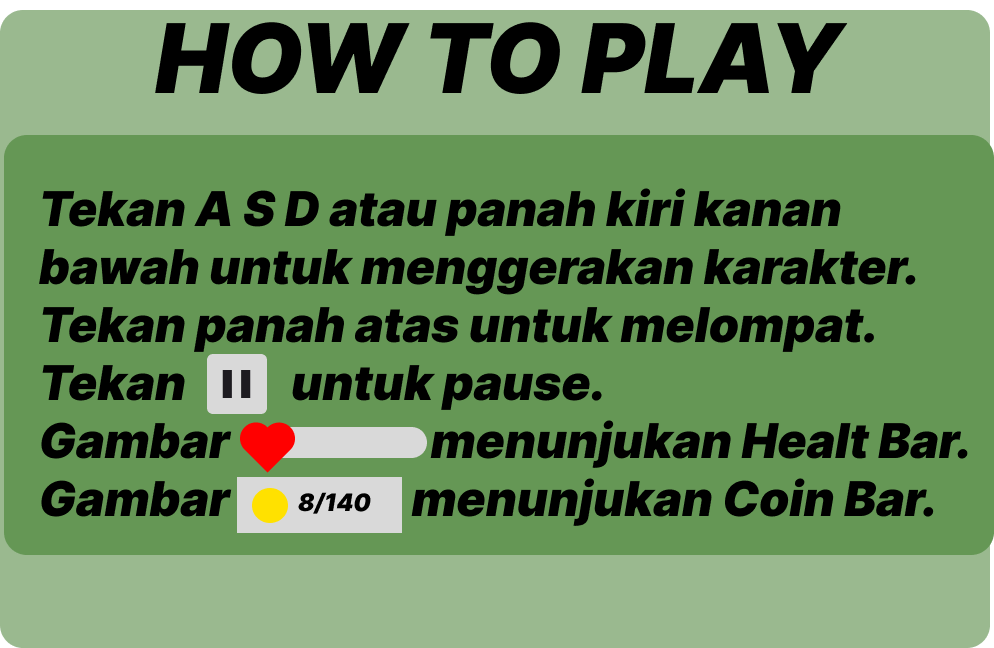 HOW TO PLAY
Tekan A S D atau panah kiri kanan
bawah untuk menggerakan karakter.
Tekan panah atas untuk melompat.
Tekan untuk pause.
Gambar menunjukan Healt Bar.
Gambar 8/140 menunjukan Coin Bar.